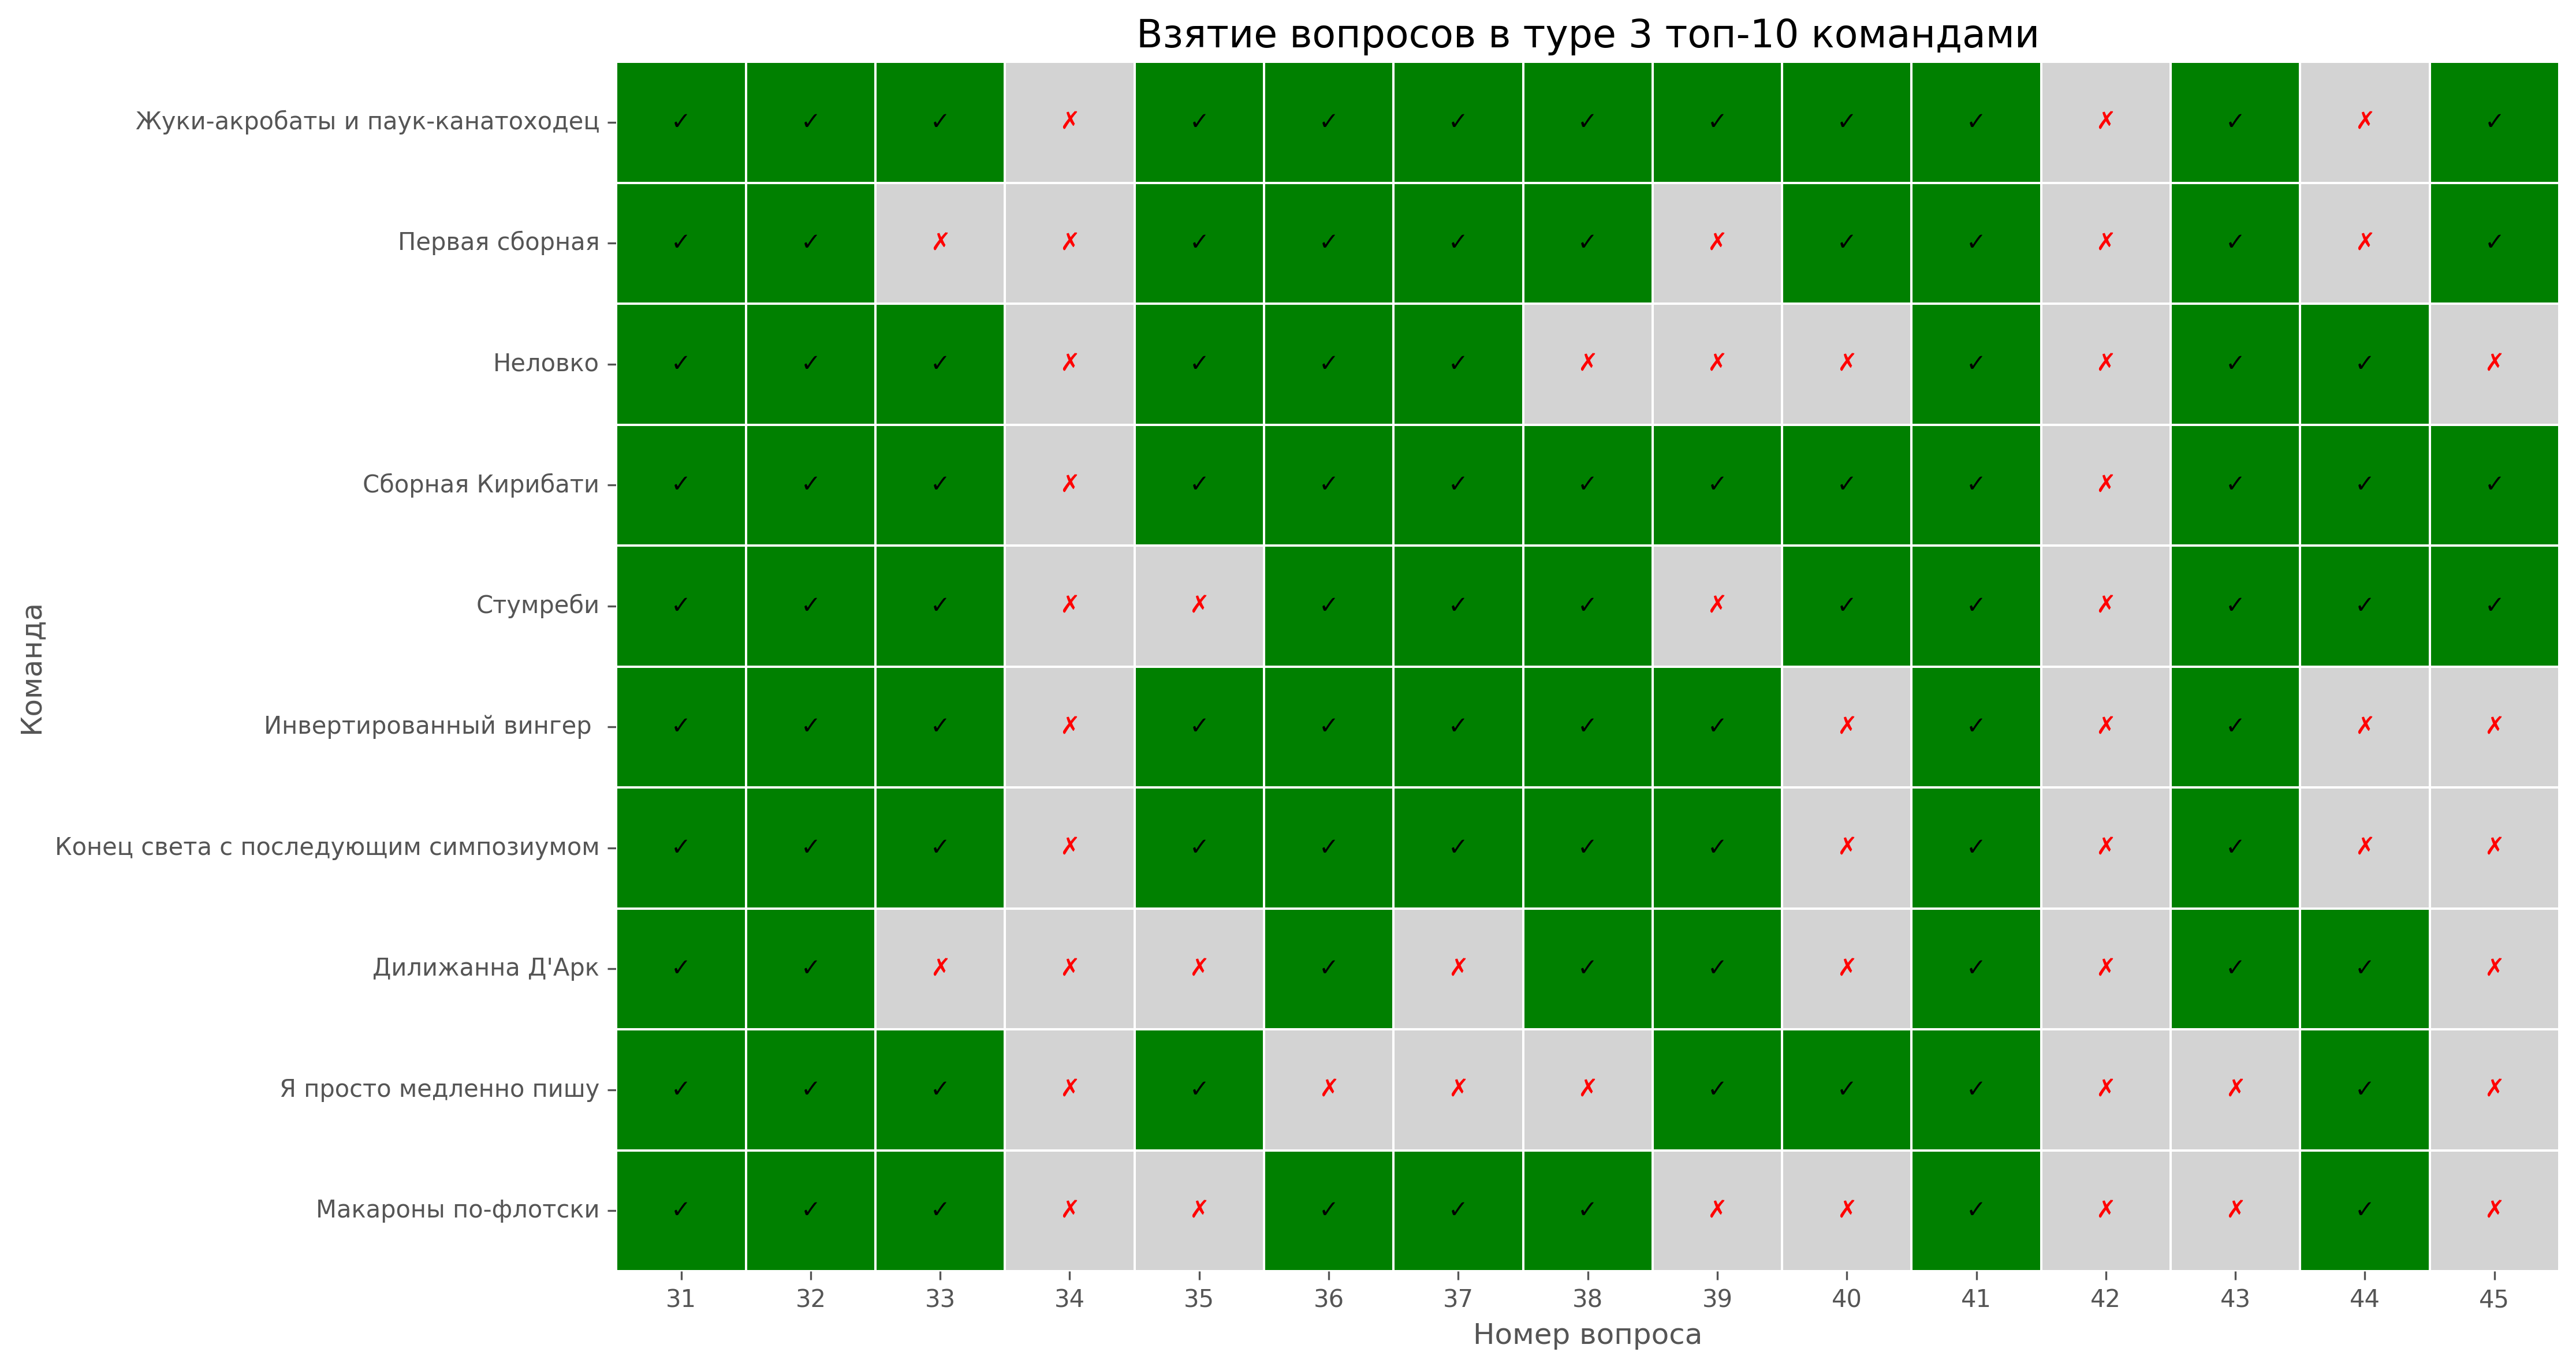 Взятие вопросов в туре 3 топ-10 командами
Команда
Жуки-акробаты и паук-канатоходец ✓ ✓ ✓ ✗ ✓ ✓ ✓ ✓ ✓ ✓ ✓ ✗ ✓ ✗ ✓
Первая сборная ✓ ✓ ✗ ✗ ✓ ✓ ✓ ✓ ✗ ✓ ✓ ✗ ✓ ✗ ✓
Неловко ✓ ✓ ✓ ✗ ✓ ✓ ✓ ✗ ✗ ✗ ✓ ✗ ✓ ✓ ✗
Сборная Кирибати ✓ ✓ ✓ ✗ ✓ ✓ ✓ ✓ ✓ ✓ ✓ ✗ ✓ ✓ ✓
Стумреби ✓ ✓ ✓ ✗ ✗ ✓ ✓ ✓ ✗ ✓ ✓ ✗ ✓ ✓ ✓
Инвертированный вингер ✓ ✓ ✓ ✗ ✓ ✓ ✓ ✓ ✓ ✗ ✓ ✗ ✓ ✗ ✗
Конец света с последующим симпозиумом ✓ ✓ ✓ ✗ ✓ ✓ ✓ ✓ ✓ ✗ ✓ ✗ ✓ ✗ ✗
Дилижанна Д'Арк ✓ ✓ ✗ ✗ ✗ ✓ ✗ ✓ ✓ ✗ ✓ ✗ ✓ ✓ ✗
Я просто медленно пишу ✓ ✓ ✓ ✗ ✓ ✗ ✗ ✗ ✓ ✓ ✓ ✗ ✗ ✓ ✗
Макароны по-флотски ✓ ✓ ✓ ✗ ✗ ✓ ✓ ✓ ✗ ✗ ✓ ✗ ✗ ✓ ✗
31 32 33 34 35 36 37 38 39 40 41 42 43 44 45
Номер вопроса